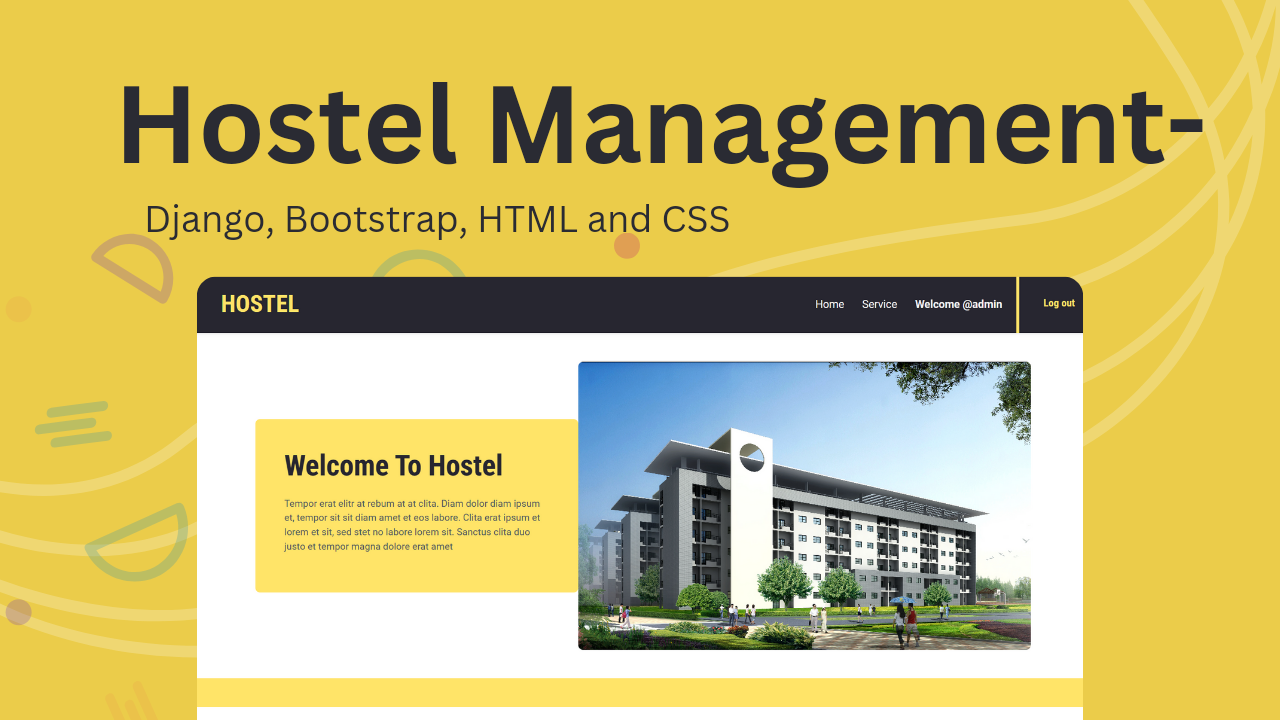 Hostel Management-
Django, Bootstrap, HTML and CSS
HOSTEL
Home Service Welcome @admin Log out
Welcome To Hostel
Tempor erat elitr at rebum at at clita. Diam dolor diam ipsum
et, tempor sit sit diam amet et eos labore. Clita erat ipsum et
lorem et sit, sed stet no labore lorem sit. Sanctus clita duo
justo et tempor magna dolore erat amet